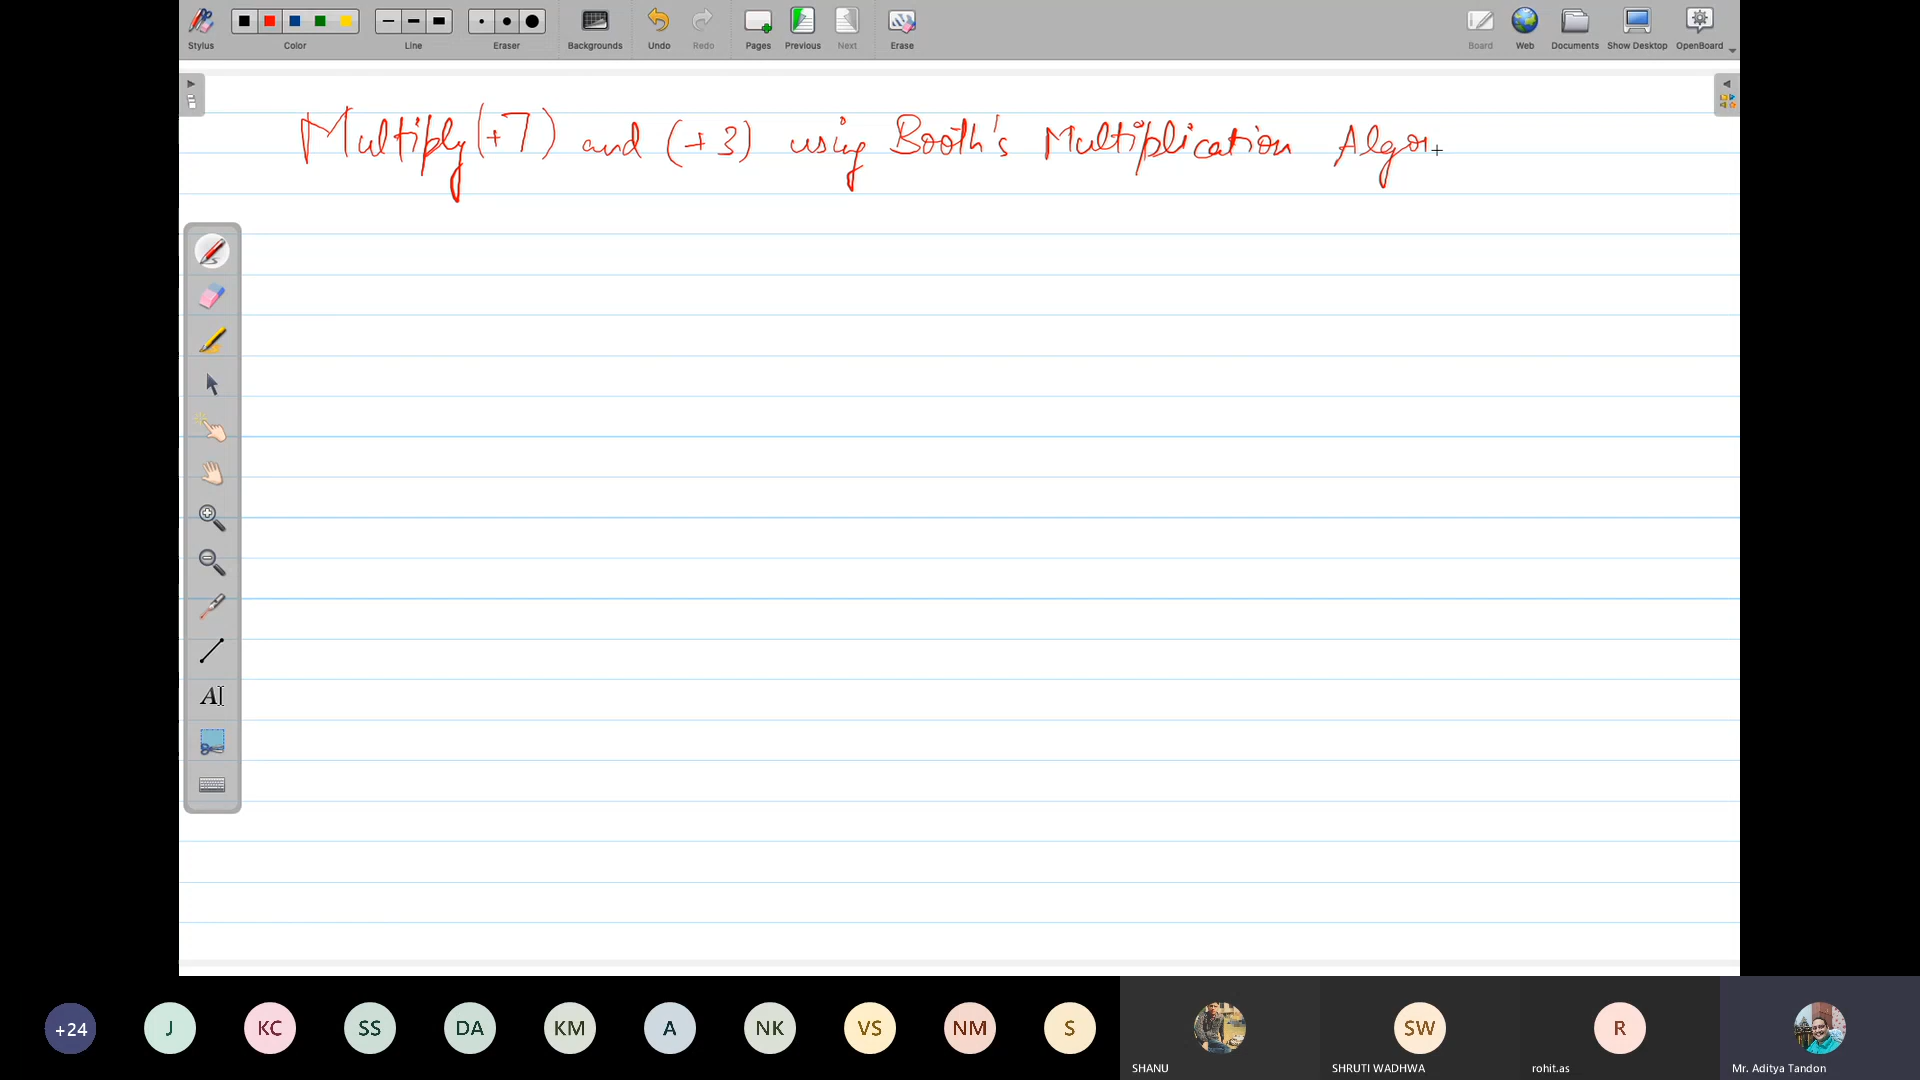 Stylus Color Line Eraser Backgrounds Undo Redo Pages Previous Next Erase Board Web Documents Show Desktop OpenBoard
Multiply (+7) and (+3) using Booth's Multiplication Algor
AI
+24 J KC SS DA KM A NK VS NM S SW R
SHANU SHRUTI WADHWA rohit.as Mr. Aditya Tandon